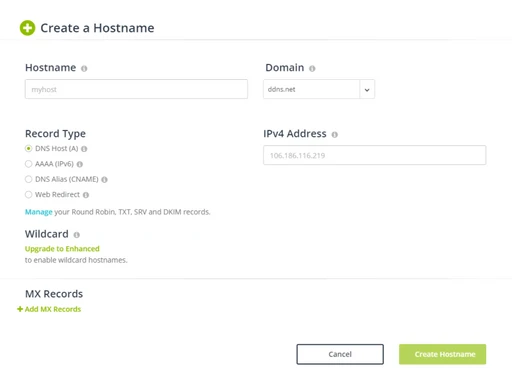 Create a Hostname
Hostname
Domain
myhost
ddns.net
Record Type
IPv4 Address
DNS Host (A)
106.186.116.219
AAAA (IPv6)
DNS Alias (CNAME)
Web Redirect
Manage your Round Robin, TXT, SRV and DKIM records.
Wildcard
Upgrade to Enhanced
to enable wildcard hostnames.
MX Records
Add MX Records
Cancel
Create Hostname